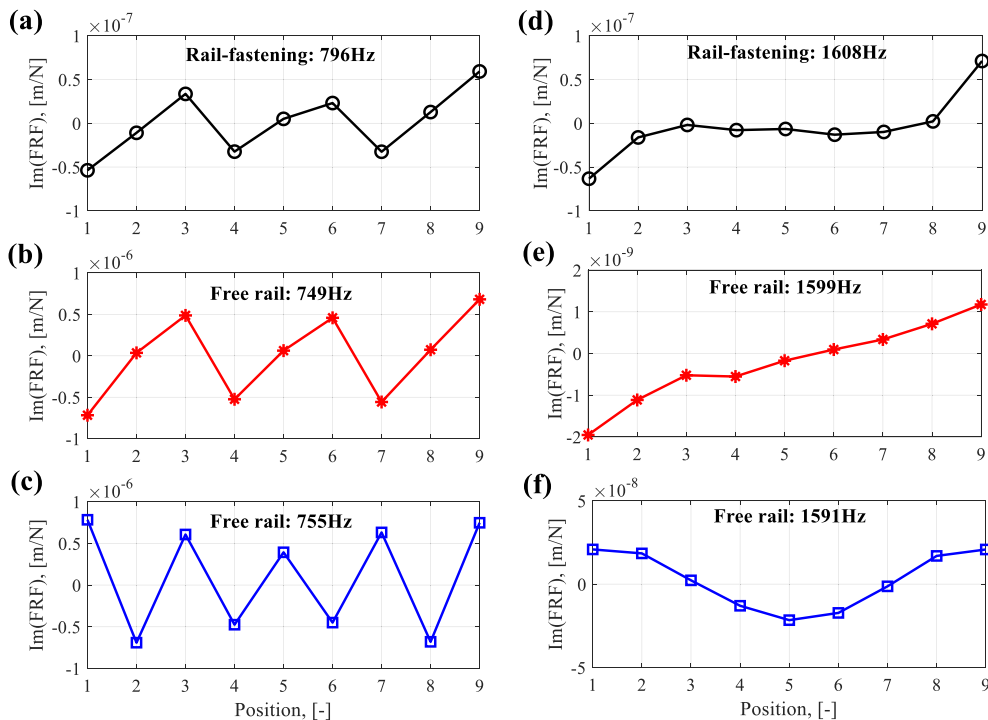 (a)
×10⁻⁷
Rail-fastening: 796Hz
Im(FRF), [m/N]
1
0.5
0
-0.5
-1
1 2 3 4 5 6 7 8 9
(b)
×10⁻⁶
Free rail: 749Hz
Im(FRF), [m/N]
1
0.5
0
-0.5
-1
1 2 3 4 5 6 7 8 9
(c)
×10⁻⁶
Free rail: 755Hz
Im(FRF), [m/N]
1
0.5
0
-0.5
-1
1 2 3 4 5 6 7 8 9
Position, [-]
(d)
×10⁻⁷
Rail-fastening: 1608Hz
Im(FRF), [m/N]
1
0.5
0
-0.5
-1
1 2 3 4 5 6 7 8 9
(e)
×10⁻⁹
Free rail: 1599Hz
Im(FRF), [m/N]
2
1
0
-1
-2
1 2 3 4 5 6 7 8 9
(f)
×10⁻⁸
Free rail: 1591Hz
Im(FRF), [m/N]
5
0
-5
1 2 3 4 5 6 7 8 9
Position, [-]